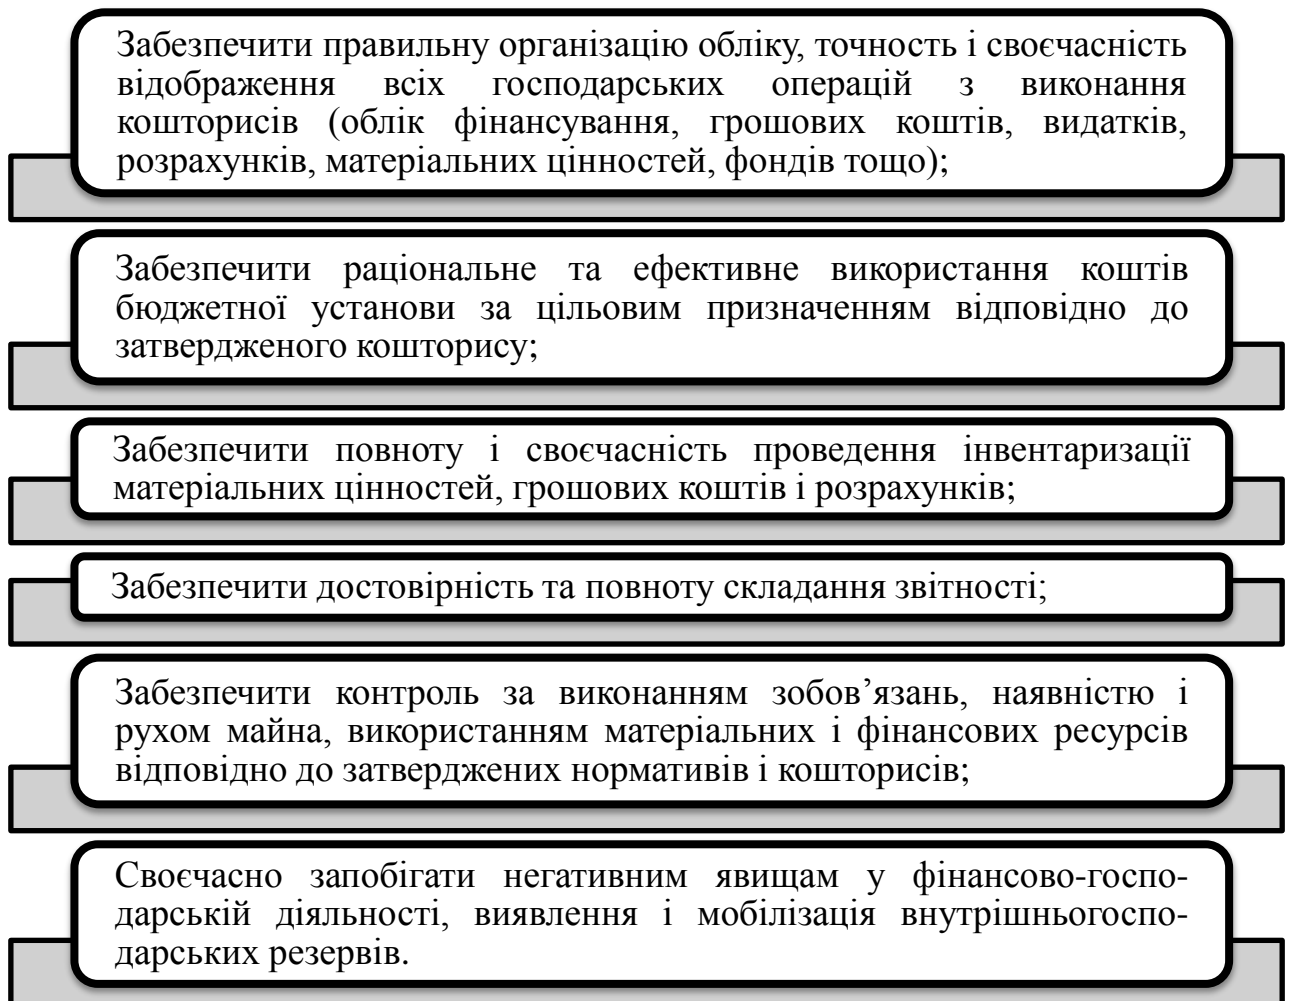 Забезпечити правильну організацію обліку, точность і своєчасність
відображення всіх господарських операцій з виконання
кошторисів (облік фінансування, грошових коштів, видатків,
розрахунків, матеріальних цінностей, фондів тощо);
Забезпечити раціональне та ефективне використання коштів
бюджетної установи за цільовим призначенням відповідно до
затвердженого кошторису;
Забезпечити повноту і своєчасність проведення інвентаризації
матеріальних цінностей, грошових коштів і розрахунків;
Забезпечити достовірність та повноту складання звітності;
Забезпечити контроль за виконанням зобов’язань, наявністю і
рухом майна, використанням матеріальних і фінансових ресурсів
відповідно до затверджених нормативів і кошторисів;
Своєчасно запобігати негативним явищам у фінансово-госпо-
дарській діяльності, виявлення і мобілізація внутрішньогоспо-
дарських резервів.